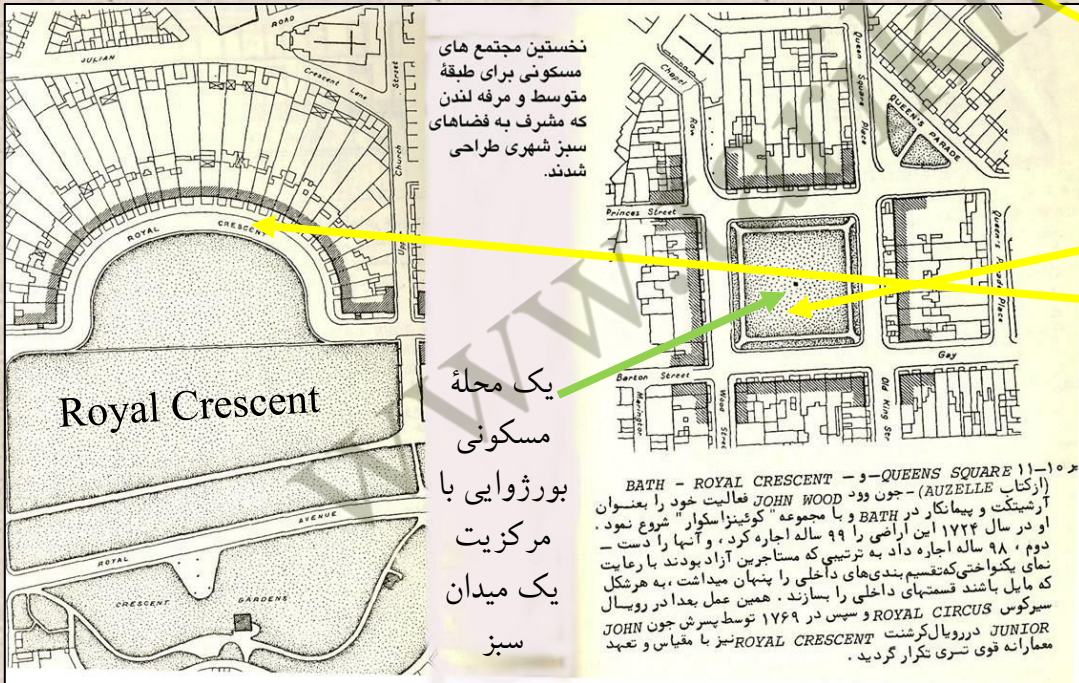 ROAD
JULIAN
Crescent Lane
Street
Church
Upper
ROYAL CRESCENT
Royal Crescent
ROYAL AVENUE
CRESCENT GARDENS
نخستین مجتمع های
مسکونی برای طبقهٔ
متوسط و مرفه لندن
که مشرف به فضاهای
سبز شهری طراحی
شدند.
یک محلهٔ
مسکونی
بورژوایی با
مرکزیت
یک میدان
سبز
Chapel
Row
Queen Square Place
QUEEN'S PARADE
Princes Street
Queen's Parade Place
Gay
Barton Street
Wood Street
Old King Str
۱۰–۱۱ QUEENS SQUARE –و– BATH - ROYAL CRESCENT
(ازکتاب AUZELLE) – جون وود JOHN WOOD فعالیت خود را بعنـــوان
آرشیتکت و پیمانکار در BATH و با مجموعه "کوئینزاسکوار" شروع نمود .
او در سال ۱۷۲۴ این اراضی را ۹۹ ساله اجاره کرد ، و آنها را دست –
دوم ، ۹۸ ساله اجاره داد به ترتیبی که مستاجرین آزاد بودند با رعایت
نمای یکنواختی که تقسیم بندی‌های داخلی را پنهان میداشت ، به هرشکل
که مایل باشند قسمتهای داخلی را بسازند . همین عمل بعدا در رویـــال
سیرکوس ROYAL CIRCUS و سپس در ۱۷۶۹ توسط پسرش جون JOHN
JUNIOR دررویال کرشنت ROYAL CRESCENT نیز با مقیاس و تعهد
معمارانه قوی تـری تکرار گردید .